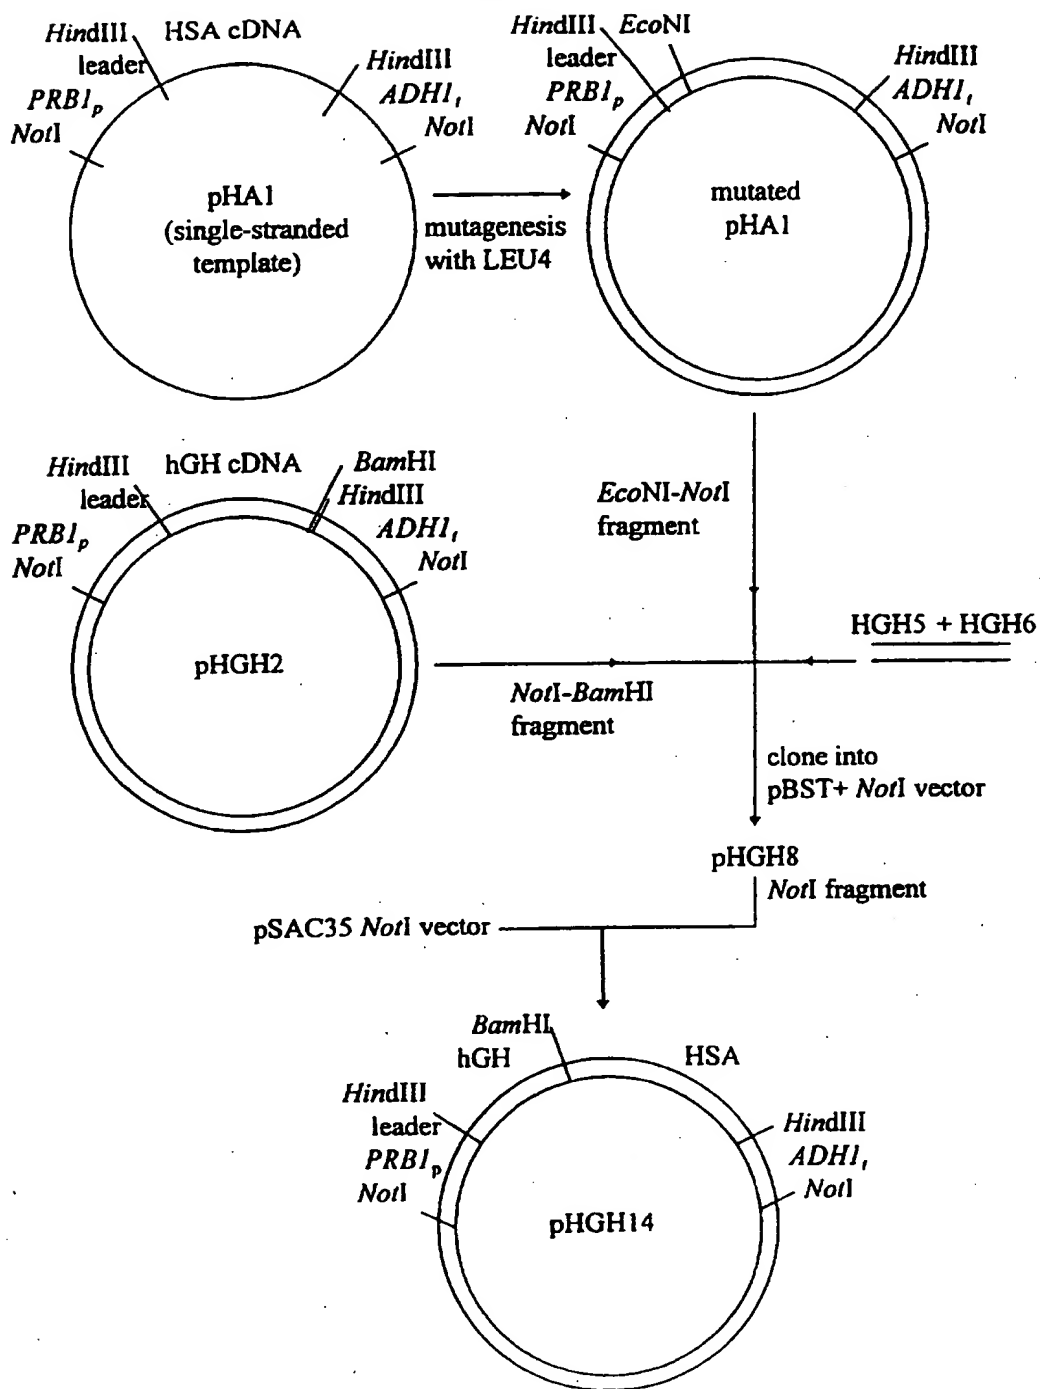 HindIII HSA cDNA
leader
PRB1p
NotI
HindIII
ADH1t
NotI
pHA1
(single-stranded
template)
mutagenesis
with LEU4
HindIII EcoNI
leader
PRB1p
NotI
HindIII
ADH1t
NotI
mutated
pHA1
EcoNI-NotI
fragment
HindIII hGH cDNA
leader
PRB1p
NotI
BamHI
HindIII
ADH1t
NotI
pHGH2
NotI-BamHI
fragment
HGH5 + HGH6
clone into
pBST+ NotI vector
pHGH8
NotI fragment
pSAC35 NotI vector
BamHI
hGH
HSA
HindIII
leader
PRB1p
NotI
HindIII
ADH1t
NotI
pHGH14